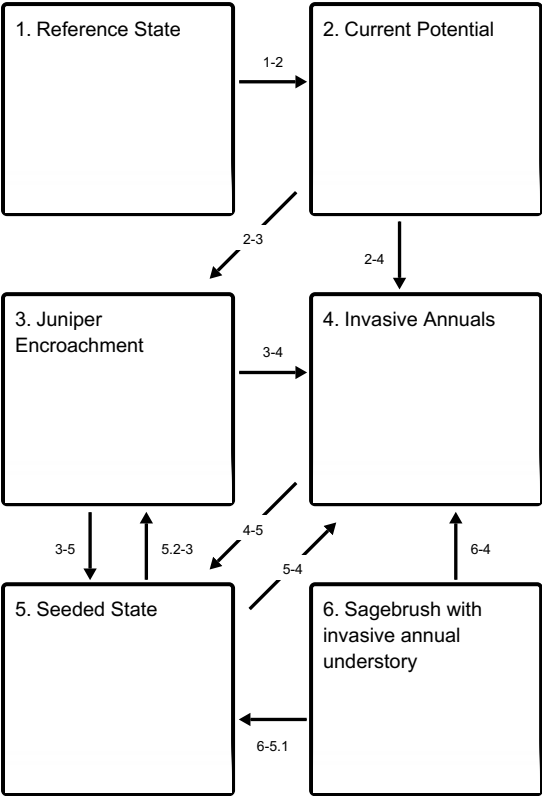 1. Reference State
2. Current Potential
1-2
2-3
2-4
3. Juniper
Encroachment
4. Invasive Annuals
3-4
3-5
5.2-3
4-5
5-4
6-4
5. Seeded State
6. Sagebrush with
invasive annual
understory
6-5.1